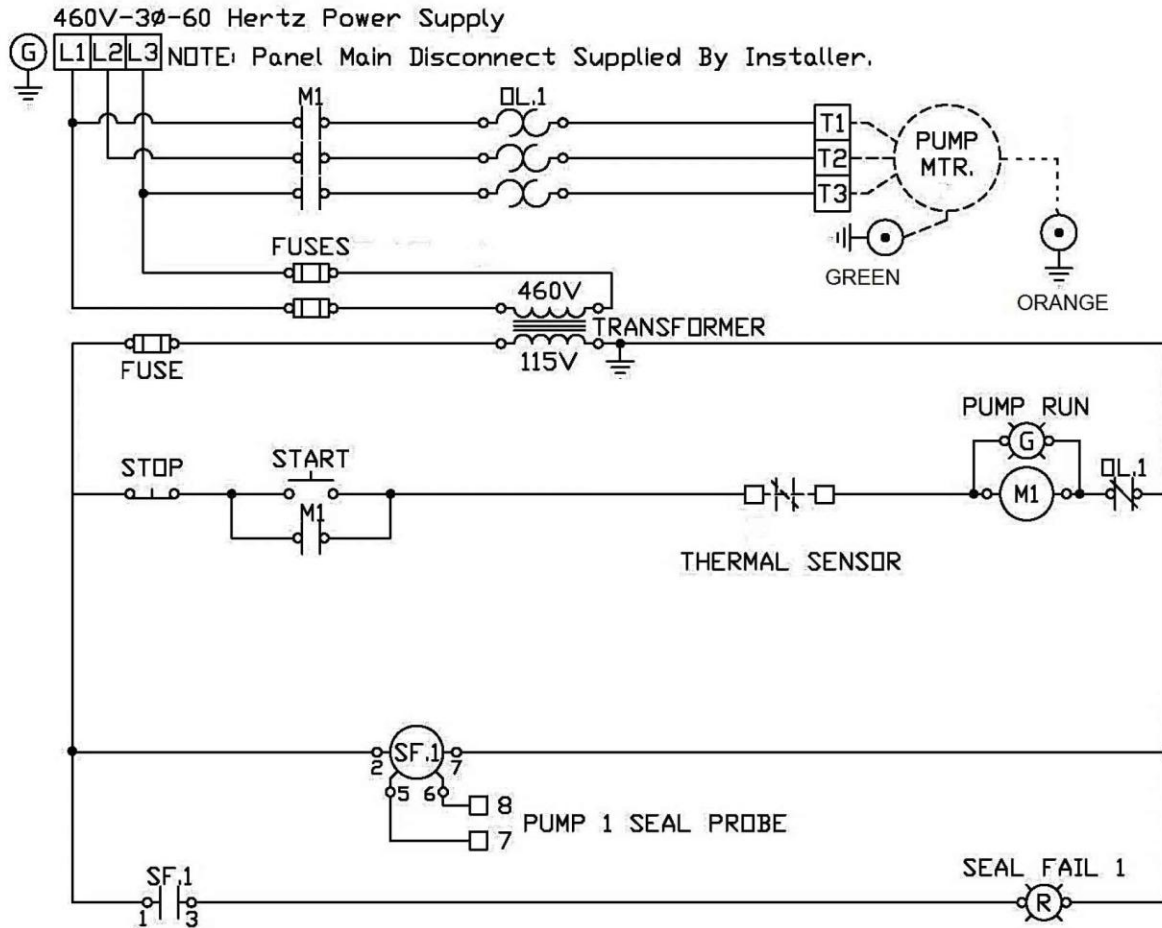 460V-3ø-60 Hertz Power Supply
G L1 L2 L3 NOTE: Panel Main Disconnect Supplied By Installer.
M1 OL.1
T1
T2
T3
PUMP
MTR.
GREEN
ORANGE
FUSES
460V
TRANSFORMER
115V
FUSE
PUMP RUN
G
STOP START
M1
M1
OL.1
THERMAL SENSOR
2 SF.1 7
5 6 8
7
PUMP 1 SEAL PROBE
SF.1
1 3
SEAL FAIL 1
R